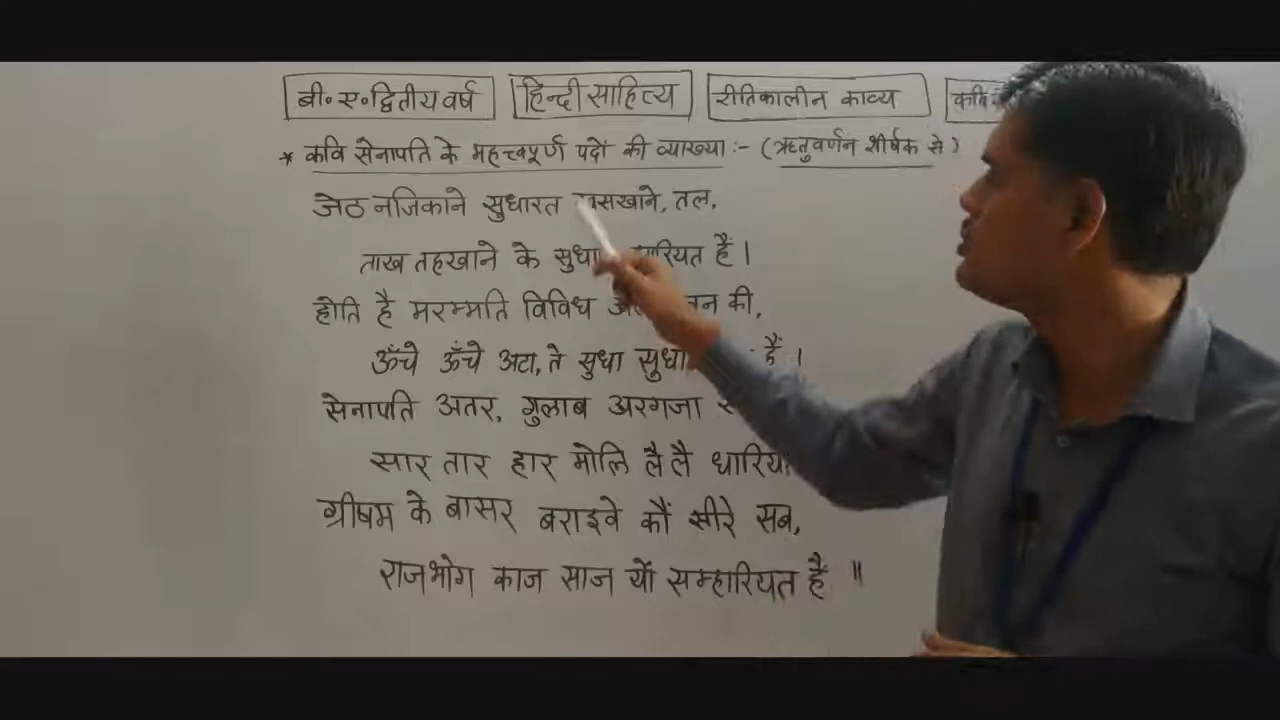 बी॰ए॰द्वितीय वर्ष हिन्दी साहित्य रीतिकालीन काव्य कवि
* कवि सेनापति के महत्त्वपूर्ण पदों की व्याख्या :- (ऋतुवर्णन शीर्षक से)
जेठ नजिकाने सुधारत खसखाने, तल,
ताख तहखाने के हैं।
होति है मरम्मति विविध की,
ऊँचे ऊँचे अटा, ते सुधा हैं।
सेनापति अतर, गुलाब अरगजा
सार तार हार मोलि लै लै
ग्रीषम के बासर बराइवे कौं सीरे सब,
राजभोग काज साज यों सम्हारियत हैं ॥